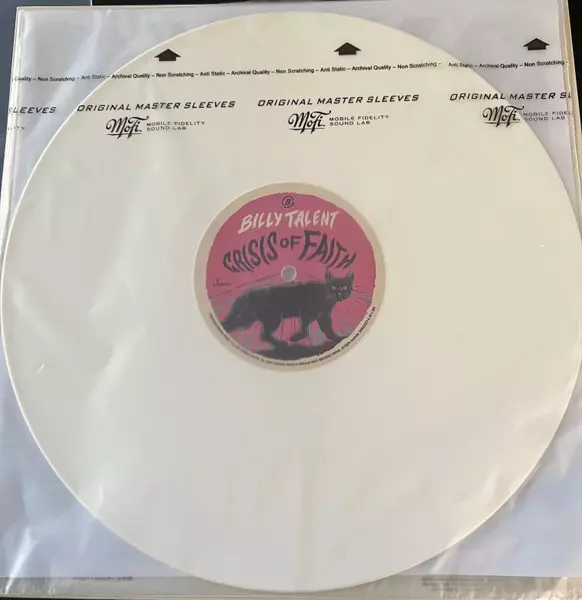 Non Scratching – Anti Static – Archival Quality – Non Scratching – Anti Static – Archival Quality – Non Scratching – Anti Static – Archival Quality – Non Scratching –
SLEEVES ORIGINAL MASTER SLEEVES ORIGINAL MASTER SLEEVES ORIGINAL MASTER SL
MoFi MOBILE FIDELITY SOUND LAB
MoFi MOBILE FIDELITY SOUND LAB
MoFi MOBILE FIDEL SOUND LAB
B
BILLY TALENT
CRISIS OF FAITH